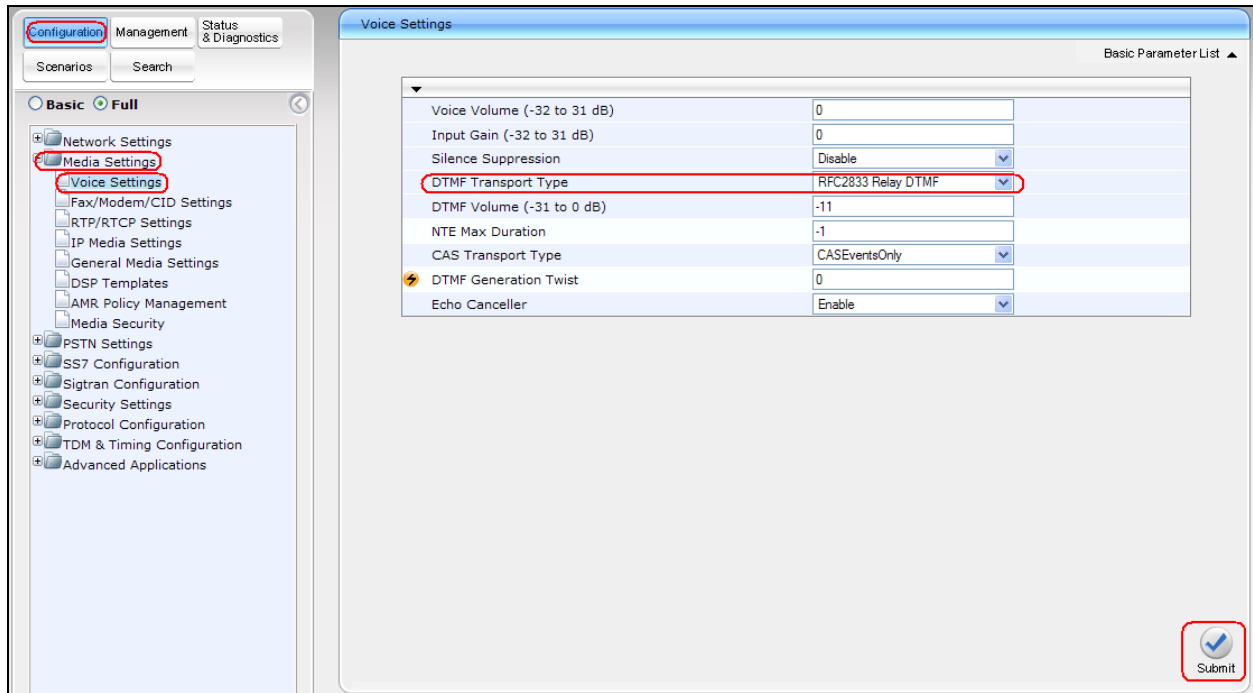 Configuration
Management
Status
& Diagnostics
Scenarios
Search
Basic
Full
Network Settings
Media Settings
Voice Settings
Fax/Modem/CID Settings
RTP/RTCP Settings
IP Media Settings
General Media Settings
DSP Templates
AMR Policy Management
Media Security
PSTN Settings
SS7 Configuration
Sigtran Configuration
Security Settings
Protocol Configuration
TDM & Timing Configuration
Advanced Applications
Voice Settings
Basic Parameter List ▲
Voice Volume (-32 to 31 dB) 0
Input Gain (-32 to 31 dB) 0
Silence Suppression Disable
DTMF Transport Type RFC2833 Relay DTMF
DTMF Volume (-31 to 0 dB) -11
NTE Max Duration -1
CAS Transport Type CASEventsOnly
DTMF Generation Twist 0
Echo Canceller Enable
Submit